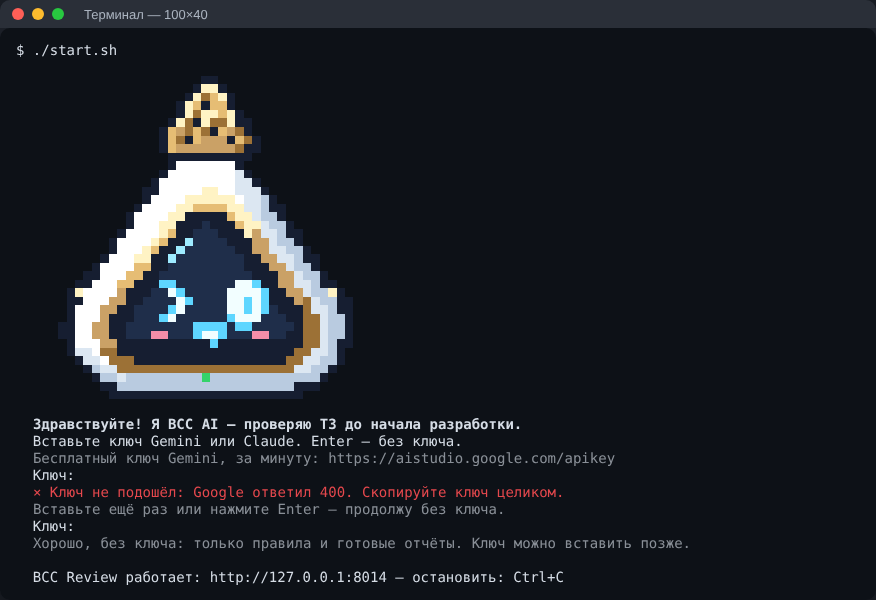 Терминал — 100×40
$ ./start.sh
Здравствуйте! Я BCC AI — проверяю ТЗ до начала разработки.
Вставьте ключ Gemini или Claude. Enter — без ключа.
Бесплатный ключ Gemini, за минуту: https://aistudio.google.com/apikey
Ключ:
× Ключ не подошёл: Google ответил 400. Скопируйте ключ целиком.
Вставьте ещё раз или нажмите Enter — продолжу без ключа.
Ключ:
Хорошо, без ключа: только правила и готовые отчёты. Ключ можно вставить позже.
BCC Review работает: http://127.0.0.1:8014 — остановить: Ctrl+C